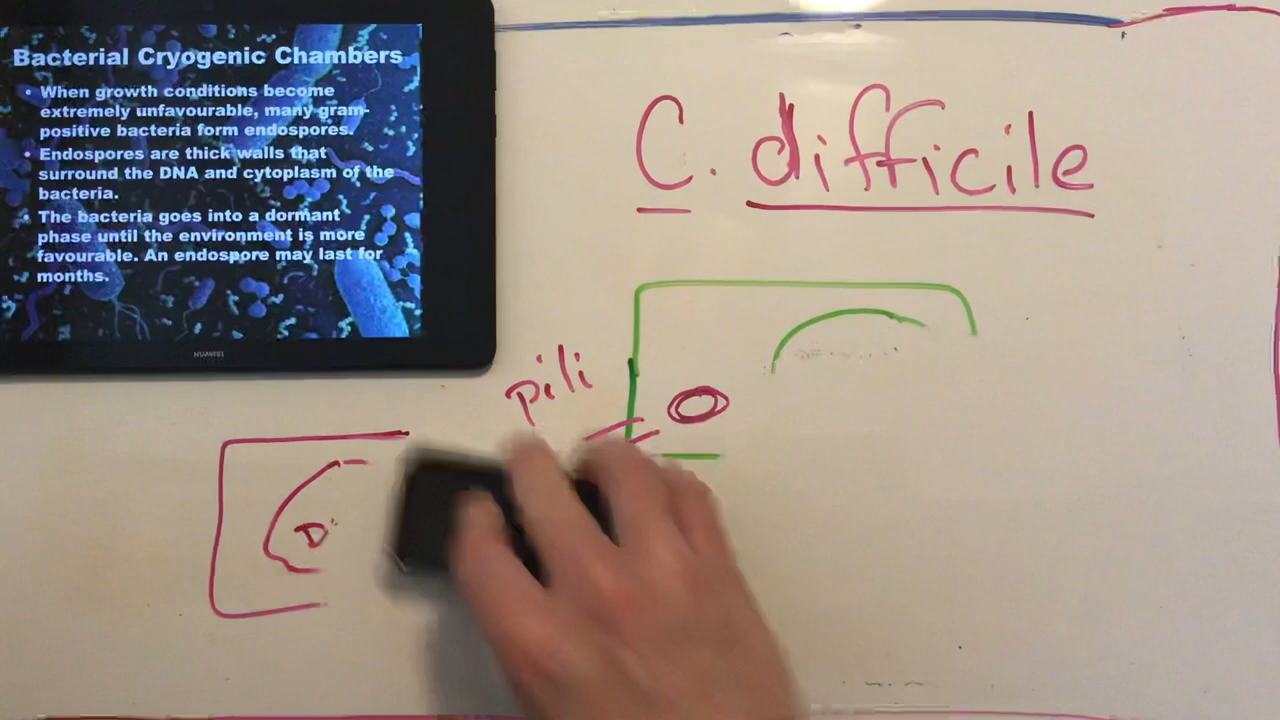 Bacterial Cryogenic Chambers
• When growth conditions become
extremely unfavourable, many gram-
positive bacteria form endospores.
• Endospores are thick walls that
surround the DNA and cytoplasm of the
bacteria.
• The bacteria goes into a dormant
phase until the environment is more
favourable. An endospore may last for
months.
HUAWEI
C. difficile
pili